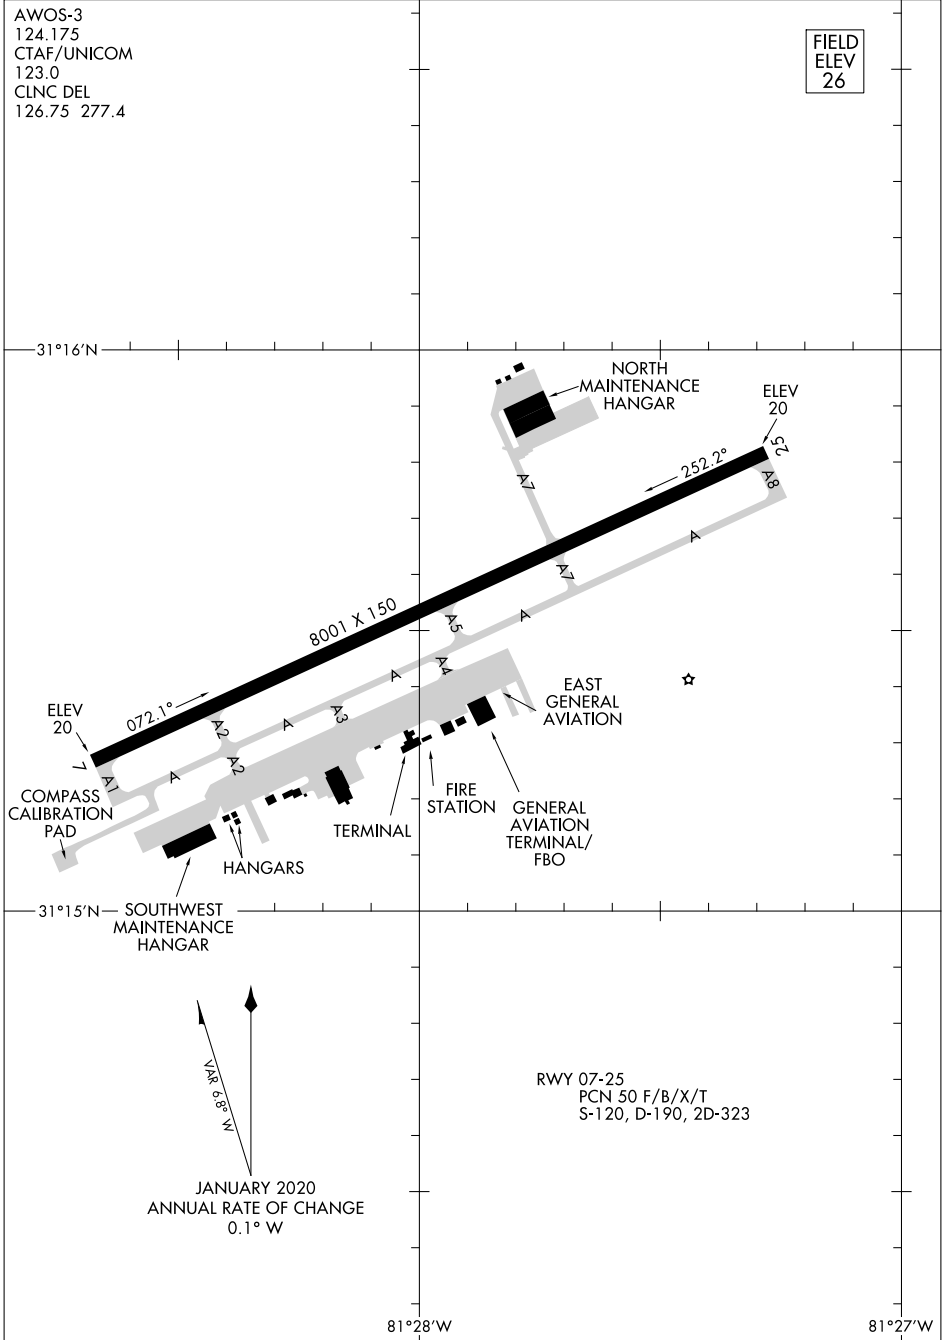 AWOS-3
124.175
CTAF/UNICOM
123.0
CLNC DEL
126.75 277.4
FIELD
ELEV
26
31°16'N
NORTH
MAINTENANCE
HANGAR
ELEV
20
25
252.2°
A8
A7
A
A7
A
8001 X 150
A5
A4
A
EAST
GENERAL
AVIATION
072.1°
ELEV
20
A3
A
A2
A2
7
A1
A
COMPASS
CALIBRATION
PAD
FIRE
STATION
TERMINAL
GENERAL
AVIATION
TERMINAL/
FBO
HANGARS
31°15'N
SOUTHWEST
MAINTENANCE
HANGAR
VAR 6.8° W
RWY 07-25
PCN 50 F/B/X/T
S-120, D-190, 2D-323
JANUARY 2020
ANNUAL RATE OF CHANGE
0.1° W
81°28'W
81°27'W